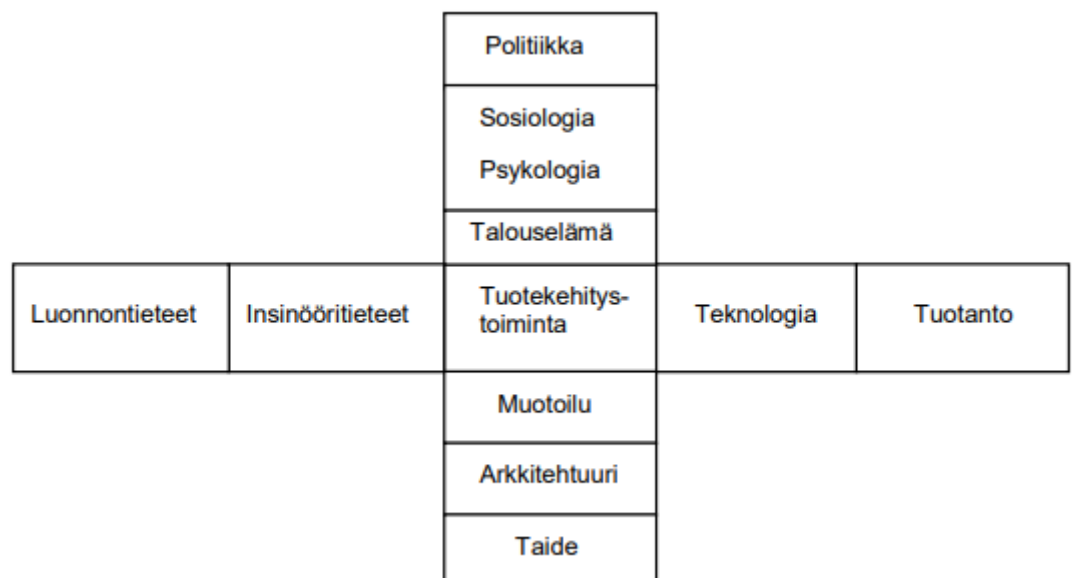 Politiikka
Sosiologia
Psykologia
Talouselämä
Luonnontieteet
Insinööritieteet
Tuotekehitys-
toiminta
Teknologia
Tuotanto
Muotoilu
Arkkitehtuuri
Taide